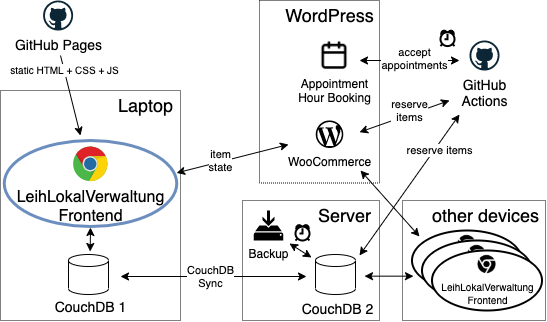 GitHub Pages
static HTML + CSS + JS
Laptop
LeihLokalVerwaltung
Frontend
CouchDB 1
WordPress
Appointment
Hour Booking
accept
appointments
GitHub
Actions
reserve
items
WooCommerce
item
state
reserve items
Server
Backup
CouchDB
Sync
CouchDB 2
other devices
LeihLokalVerwaltung
Frontend